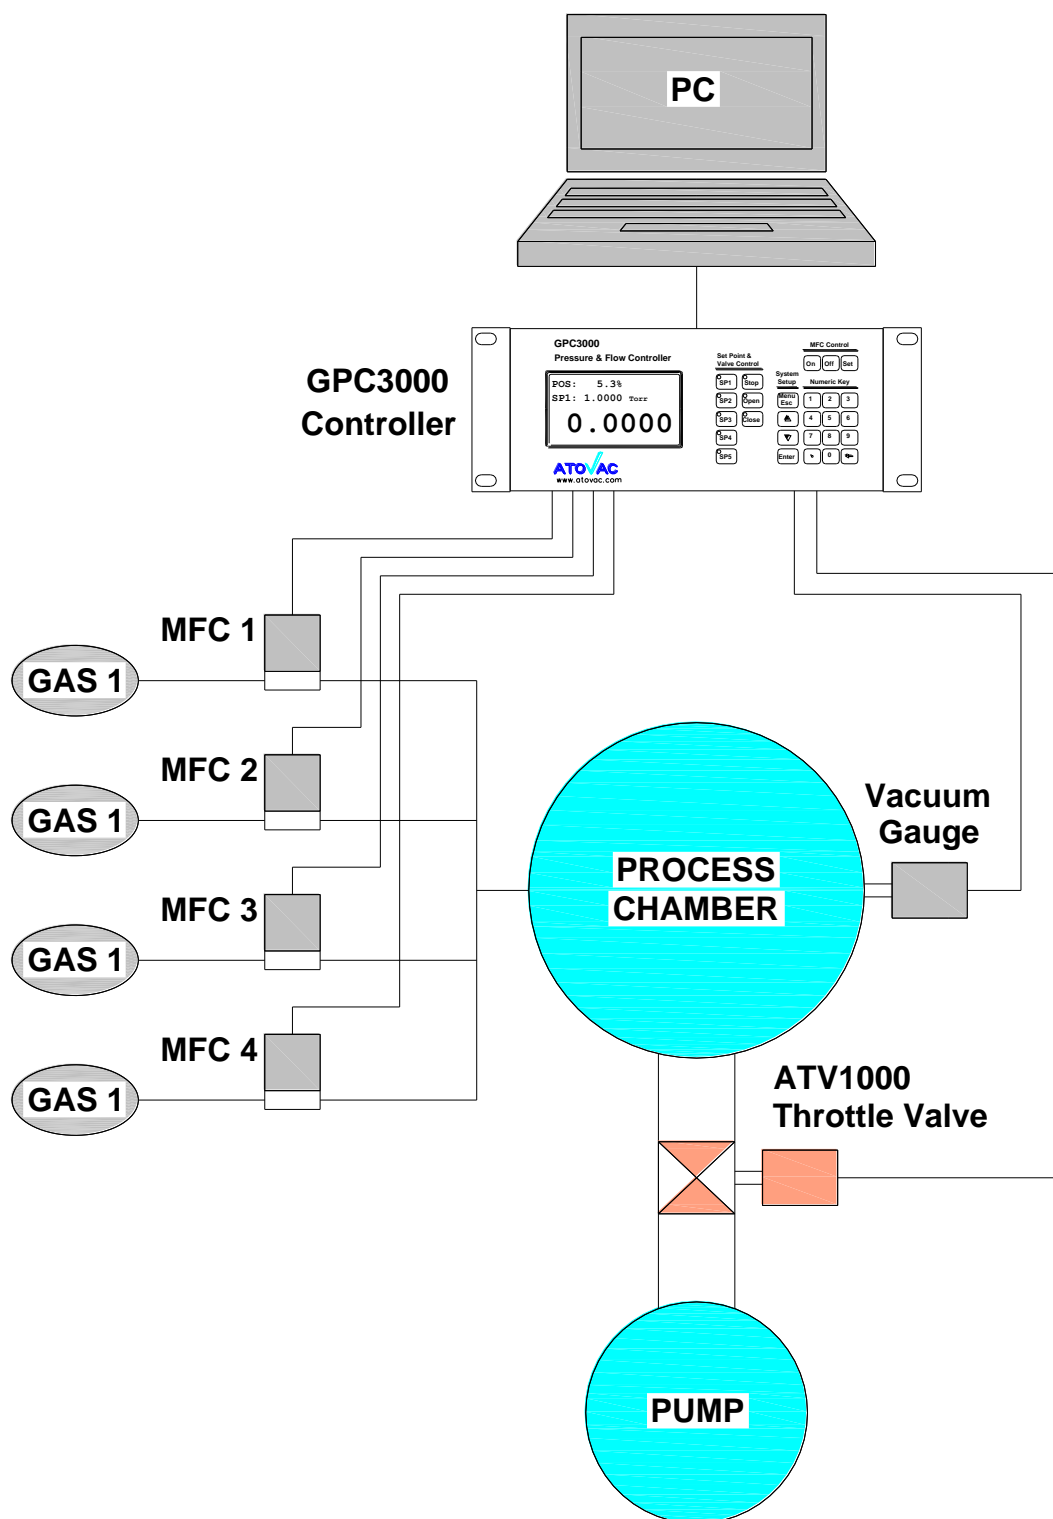 PC
GPC3000
Controller
GPC3000
Pressure & Flow Controller
POS: 5.3%
SP1: 1.0000 Torr
0.0000
ATOVAC
www.atovac.com
Set Point &
Valve Control
SP1 Stop
SP2 Open
SP3 Close
SP4
SP5
System
Setup
Menu
Esc
Enter
MFC Control
On Off Set
Numeric Key
1 2 3
4 5 6
7 8 9
0
MFC 1
GAS 1
MFC 2
GAS 1
MFC 3
GAS 1
MFC 4
GAS 1
PROCESS
CHAMBER
Vacuum
Gauge
ATV1000
Throttle Valve
PUMP